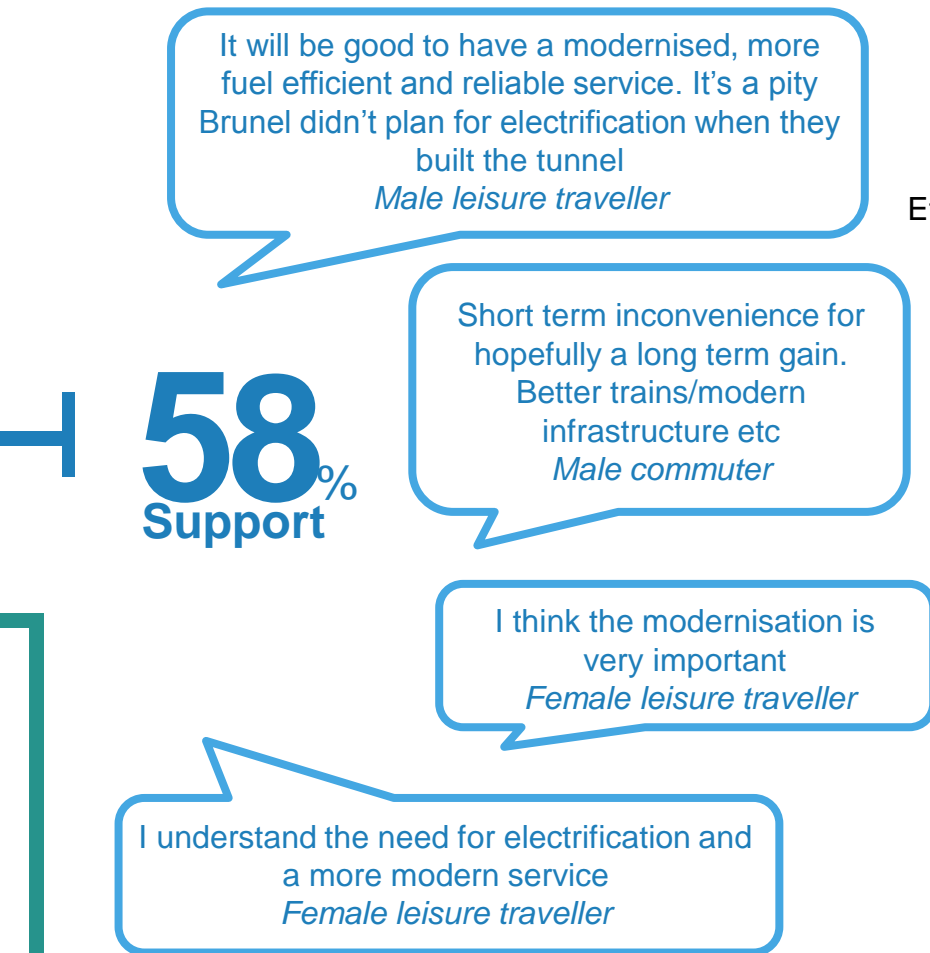 It will be good to have a modernised, more
fuel efficient and reliable service. It's a pity
Brunel didn't plan for electrification when they
built the tunnel
Male leisure traveller
Short term inconvenience for
hopefully a long term gain.
Better trains/modern
infrastructure etc
Male commuter
58%
Support
I think the modernisation is
very important
Female leisure traveller
I understand the need for electrification and
a more modern service
Female leisure traveller